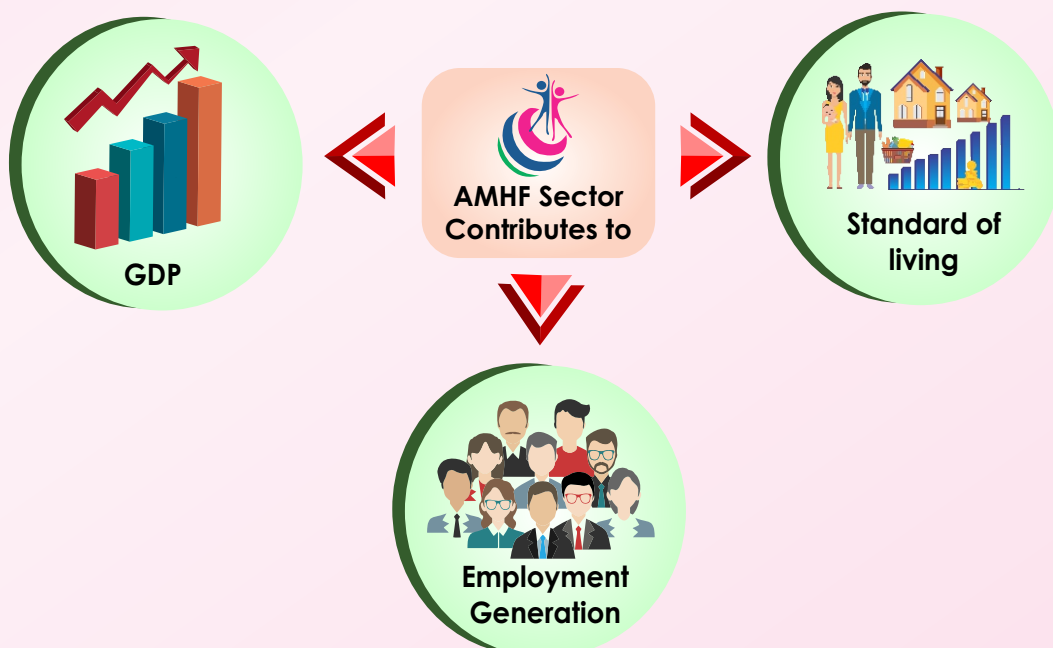 AMHF Sector
Contributes to
GDP
Standard of
living
Employment
Generation